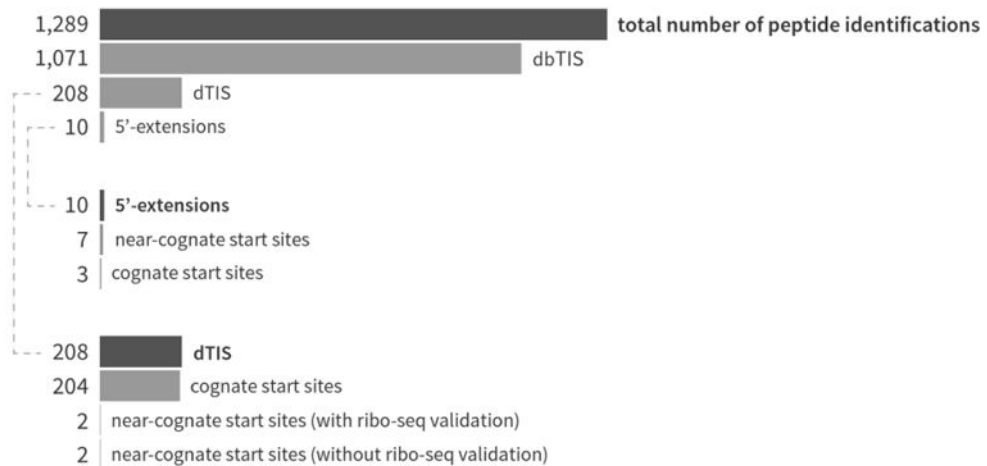 1,289 total number of peptide identifications
1,071 dbTIS
208 dTIS
10 5’-extensions
10 5’-extensions
7 near-cognate start sites
3 cognate start sites
208 dTIS
204 cognate start sites
2 near-cognate start sites (with ribo-seq validation)
2 near-cognate start sites (without ribo-seq validation)